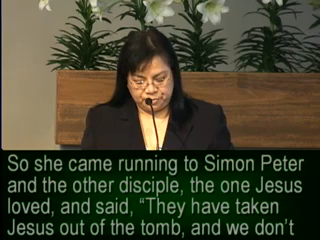 So she came running to Simon Peter
and the other disciple, the one Jesus
loved, and said, “They have taken
Jesus out of the tomb, and we don't